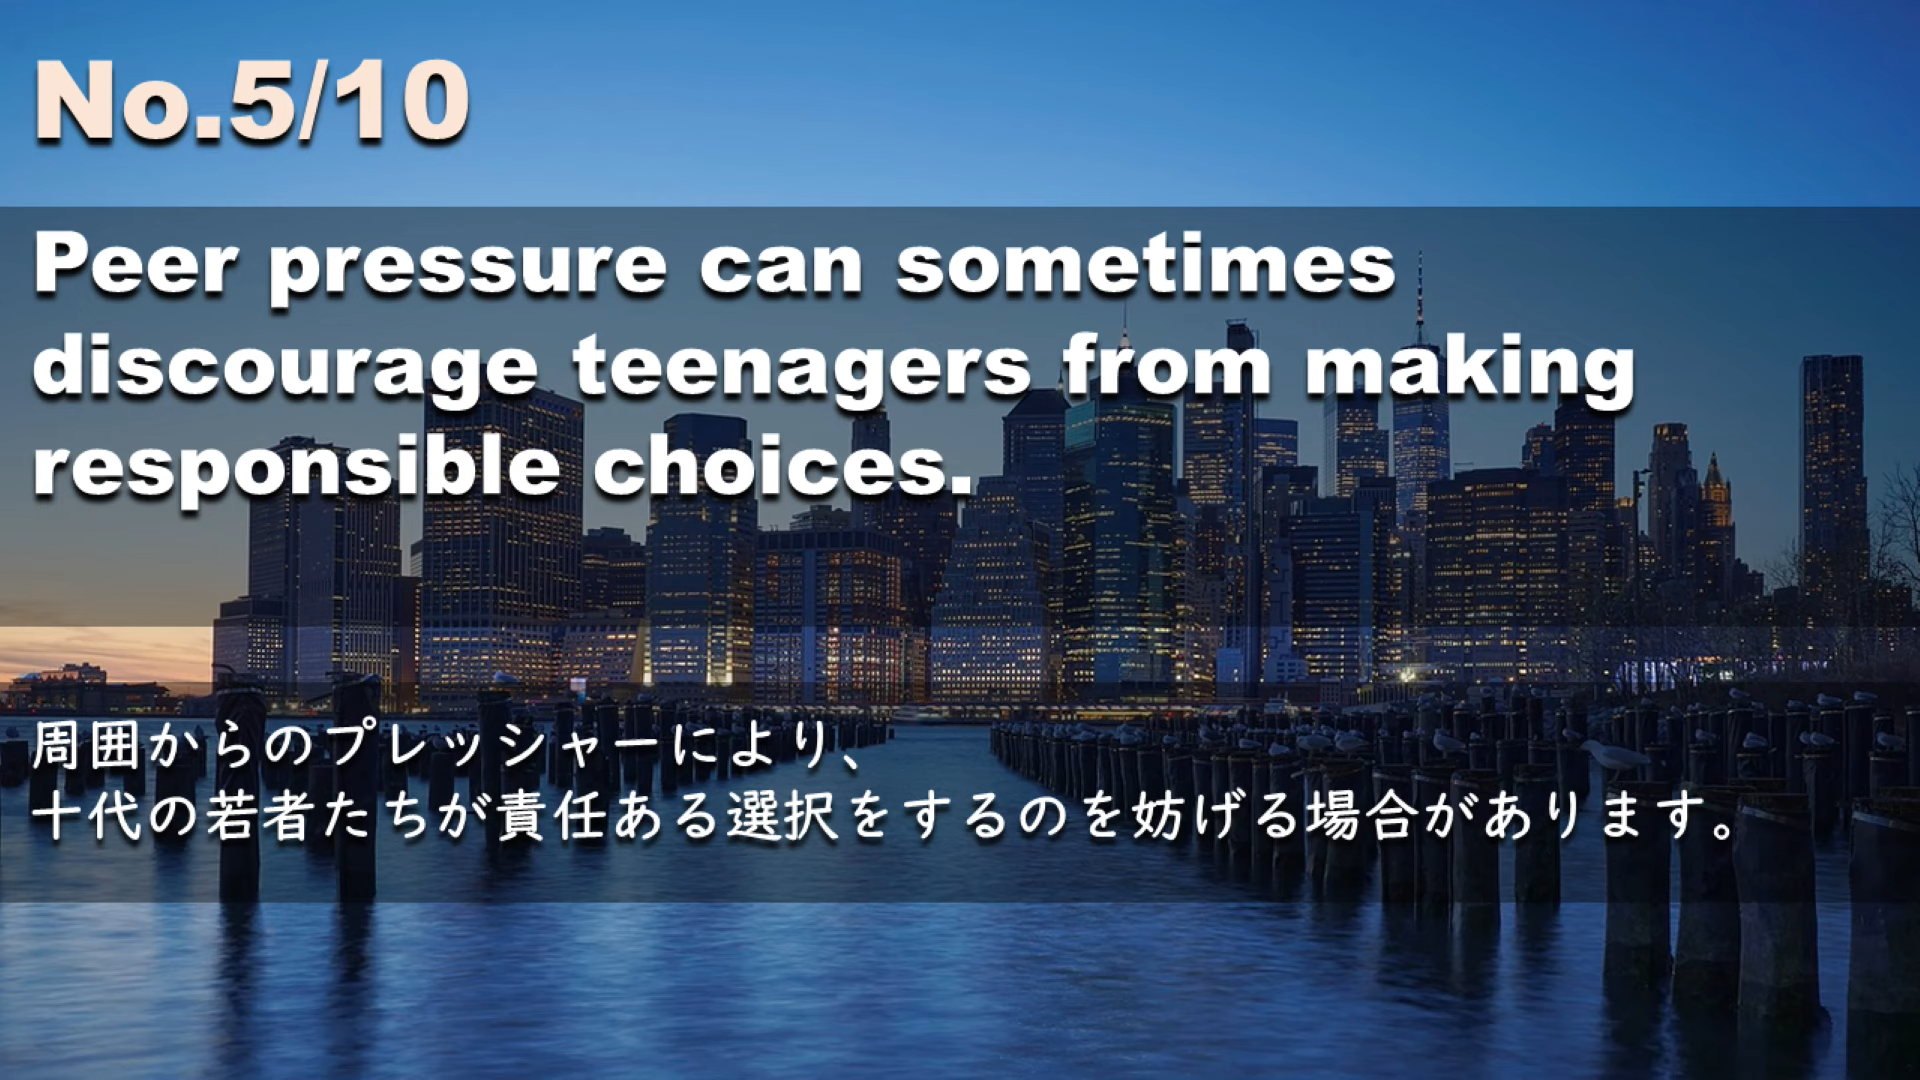 No.5/10
Peer pressure can sometimes
discourage teenagers from making
responsible choices.
周囲からのプレッシャーにより、
十代の若者たちが責任ある選択をするのを妨げる場合があります。